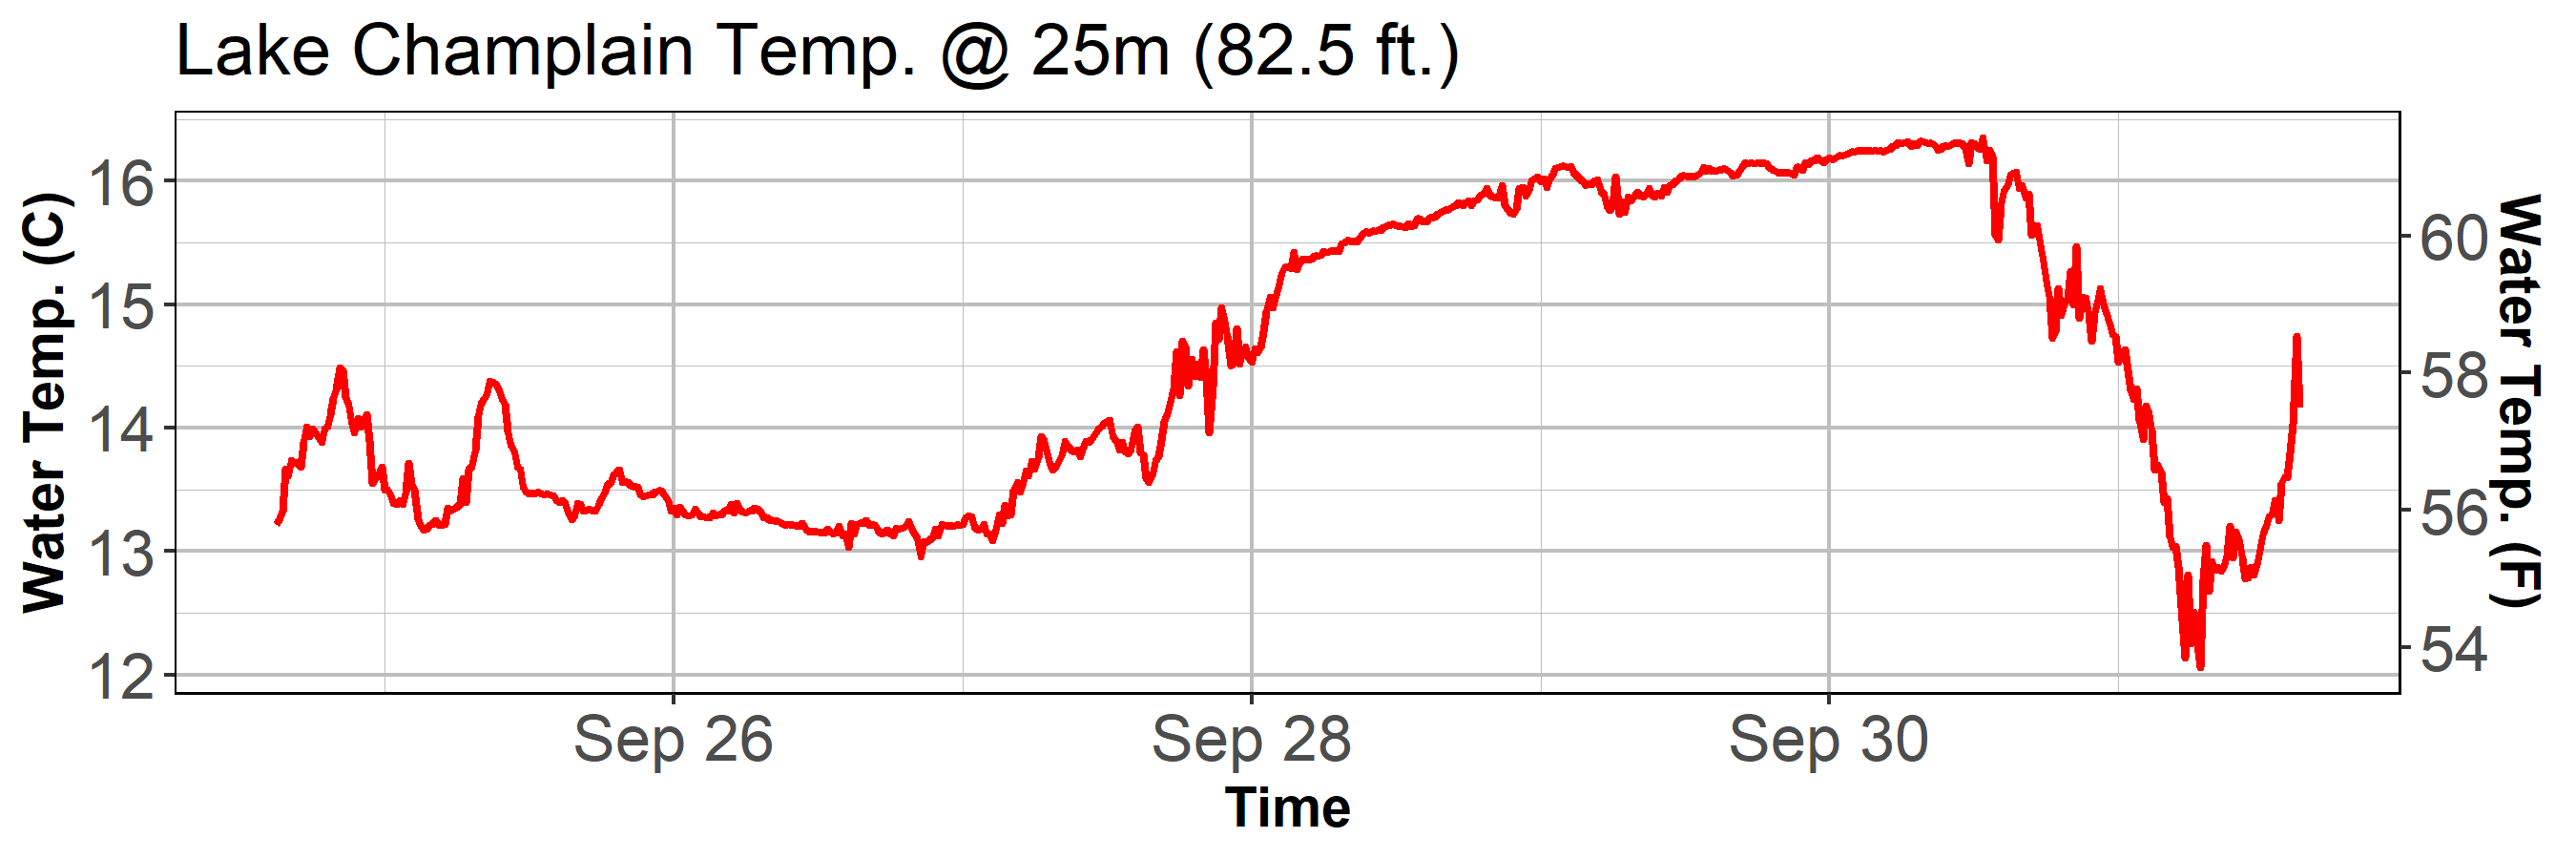 Lake Champlain Temp. @ 25m (82.5 ft.)
Water Temp. (C)
16
15
14
13
12
60
58
56
54
Water Temp. (F)
Sep 26
Sep 28
Sep 30
Time